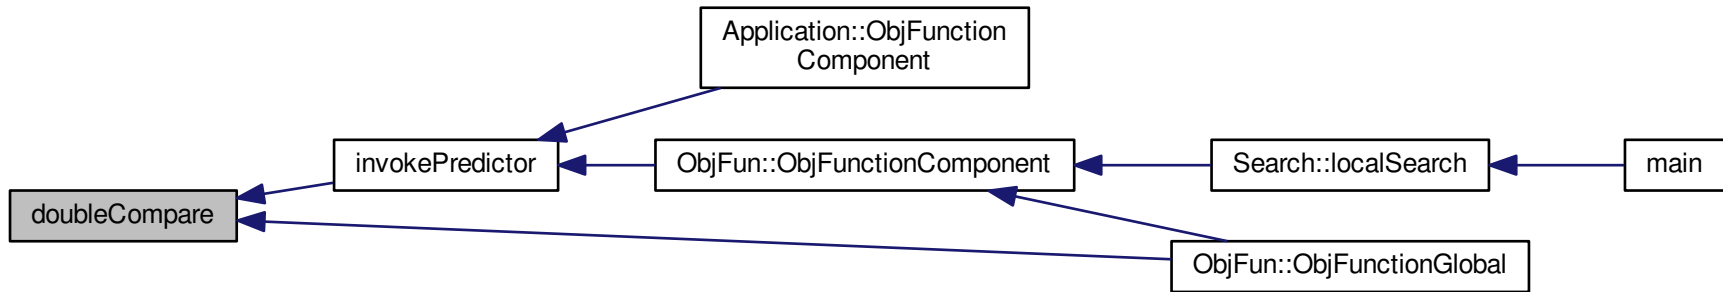 Application::ObjFunction
Component
invokePredictor
ObjFun::ObjFunctionComponent
Search::localSearch
main
doubleCompare
ObjFun::ObjFunctionGlobal